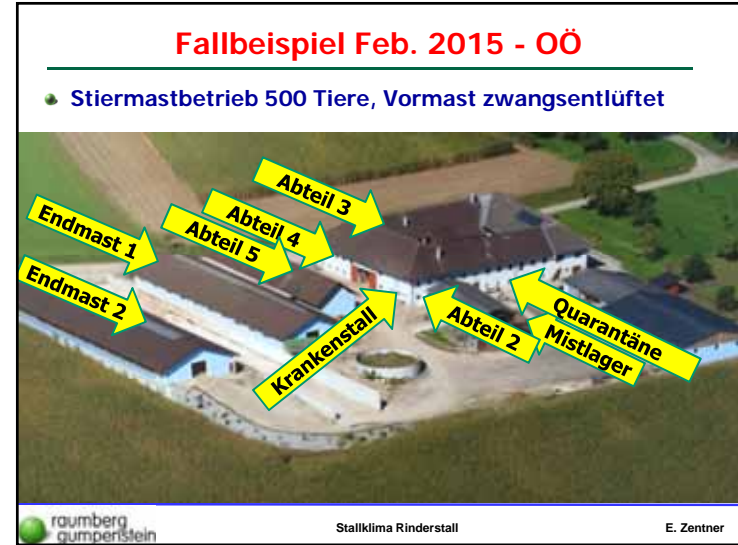 Fallbeispiel Feb. 2015 - OÖ
Stiermastbetrieb 500 Tiere, Vormast zwangsentlüftet
Abteil 3
Abteil 4
Abteil 5
Endmast 1
Endmast 2
Krankenstall
Abteil 2
Quarantäne
Mistlager
raumberg
gumpenstein
Stallklima Rinderstall
E. Zentner